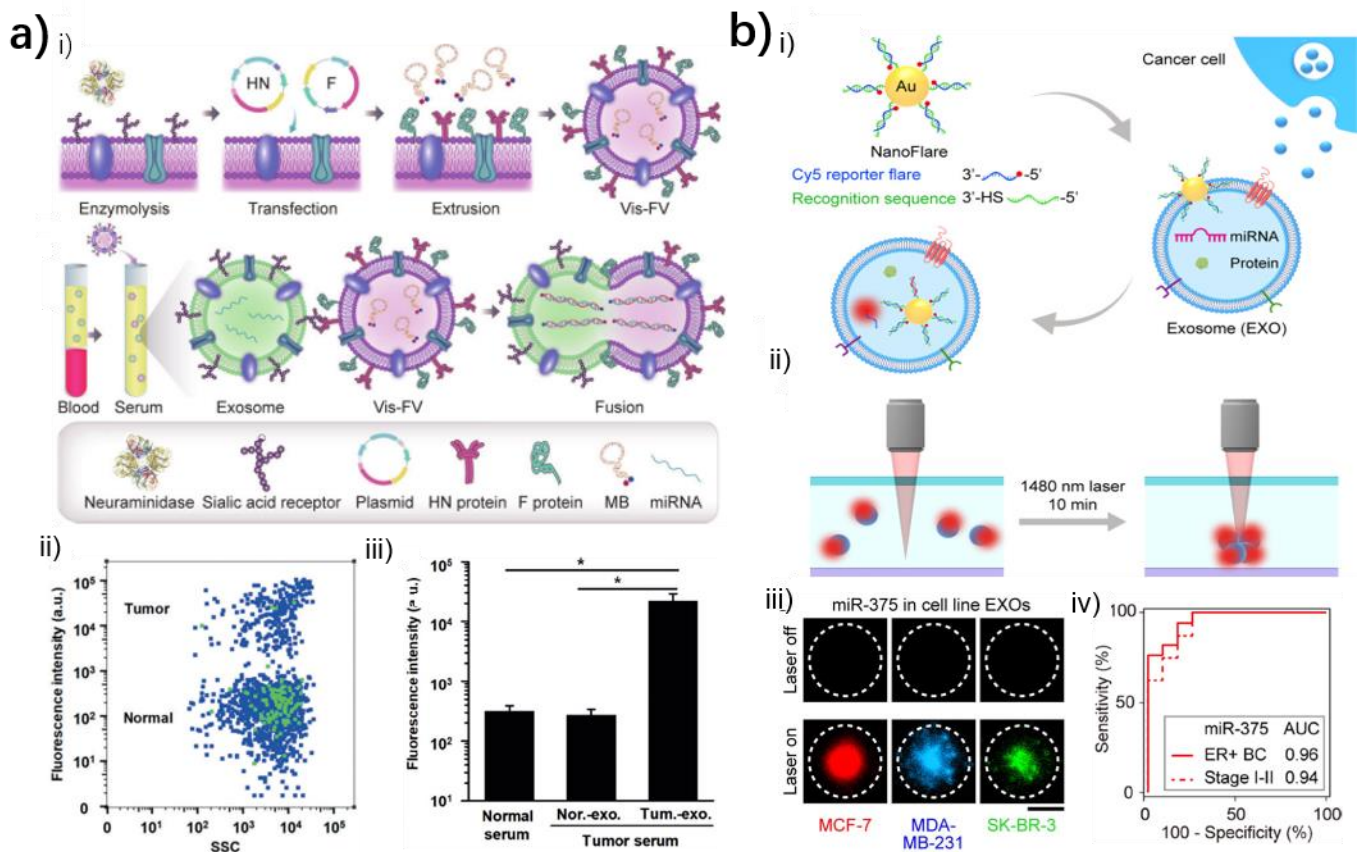 a)
i)
HN
F
Enzymolysis
Transfection
Extrusion
Vis-FV
Blood
Serum
Exosome
Vis-FV
Fusion
Neuraminidase
Sialic acid receptor
Plasmid
HN protein
F protein
MB
miRNA
ii)
Fluorescence intensity (a.u.)
10⁵
10⁴
10³
10²
0
Tumor
Normal
0
10¹
10²
10³
10⁴
10⁵
SSC
iii)
Fluorescence intensity (a.u.)
10⁵
10⁴
10³
10²
10¹
*
*
Normal
serum
Nor.-exo.
Tum.-exo.
Tumor serum
b)
i)
Au
NanoFlare
Cy5 reporter flare
3'-
-5'
Recognition sequence
3'-HS
-5'
Cancer cell
miRNA
Protein
Exosome (EXO)
ii)
1480 nm laser
10 min
iii)
miR-375 in cell line EXOs
Laser off
Laser on
MCF-7
MDA-
MB-231
SK-BR-3
iv)
Sensitivity (%)
100
50
0
miR-375 AUC
ER+ BC 0.96
Stage I-II 0.94
0
50
100
100 - Specificity (%)